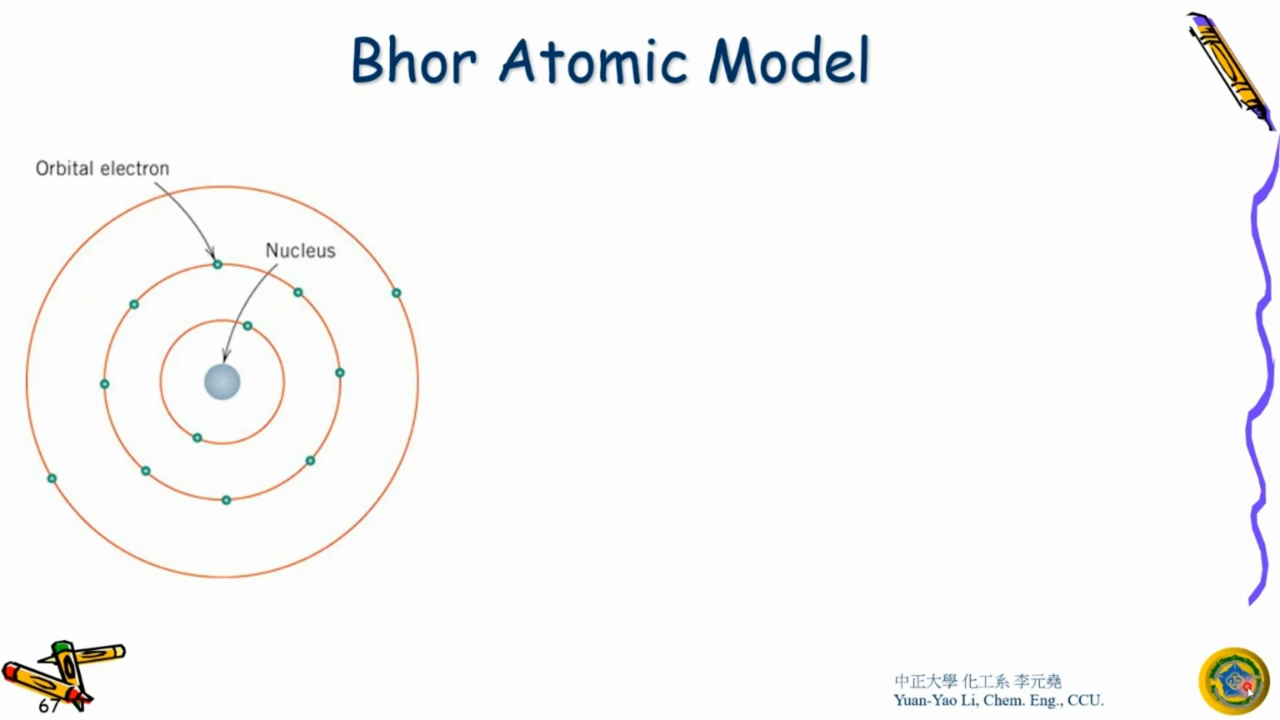 Bhor Atomic Model
Orbital electron
Nucleus
67
中正大學 化工系 李元堯
Yuan-Yao Li, Chem. Eng., CCU.